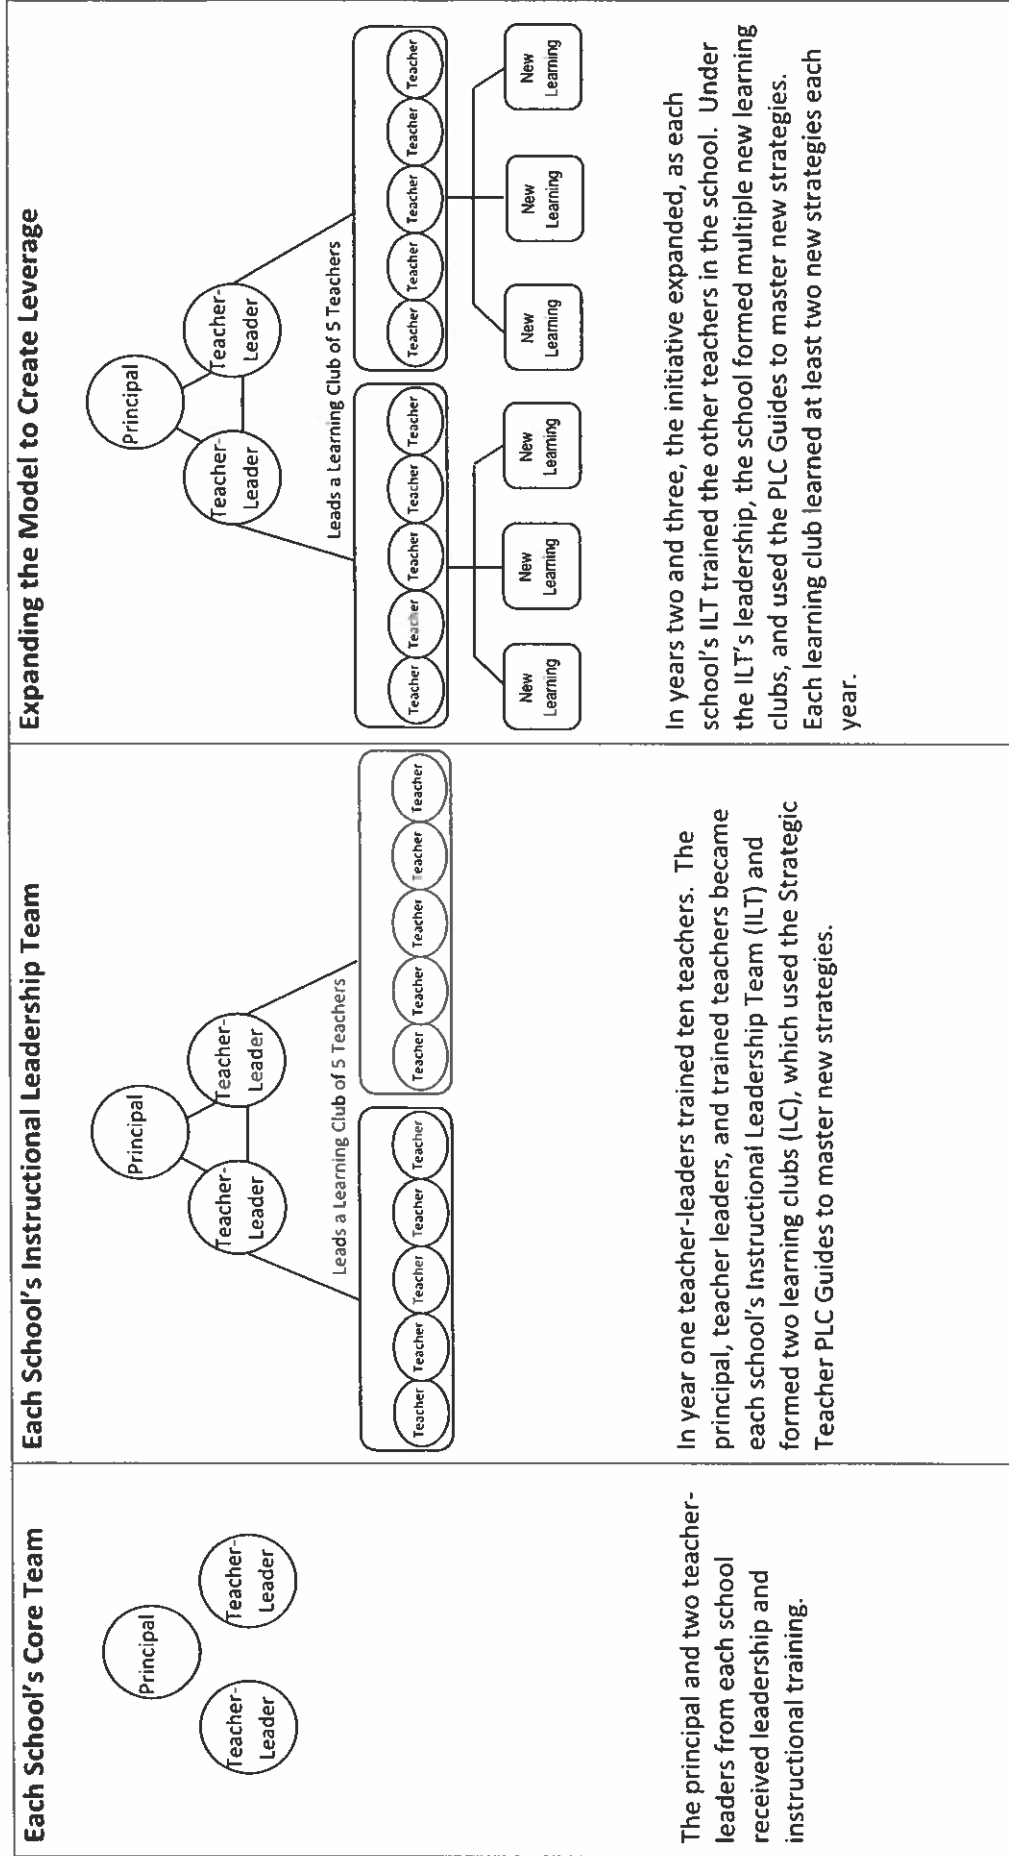 Each School's Core Team
Principal
Teacher-
Leader
Teacher-
Leader
The principal and two teacher-
leaders from each school
received leadership and
instructional training.
Each School's Instructional Leadership Team
Principal
Teacher-
Leader
Teacher-
Leader
Leads a Learning Club of 5 Teachers
Teacher
Teacher
Teacher
Teacher
Teacher
Teacher
Teacher
Teacher
Teacher
Teacher
In year one teacher-leaders trained ten teachers. The
principal, teacher leaders, and trained teachers became
each school's Instructional Leadership Team (ILT) and
formed two learning clubs (LC), which used the Strategic
Teacher PLC Guides to master new strategies.
Expanding the Model to Create Leverage
Principal
Teacher-
Leader
Teacher-
Leader
Leads a Learning Club of 5 Teachers
Teacher
Teacher
Teacher
Teacher
Teacher
Teacher
Teacher
Teacher
Teacher
Teacher
New
Learning
New
Learning
New
Learning
New
Learning
New
Learning
New
Learning
In years two and three, the initiative expanded, as each
school's ILT trained the other teachers in the school. Under
the ILT's leadership, the school formed multiple new learning
clubs, and used the PLC Guides to master new strategies.
Each learning club learned at least two new strategies each
year.